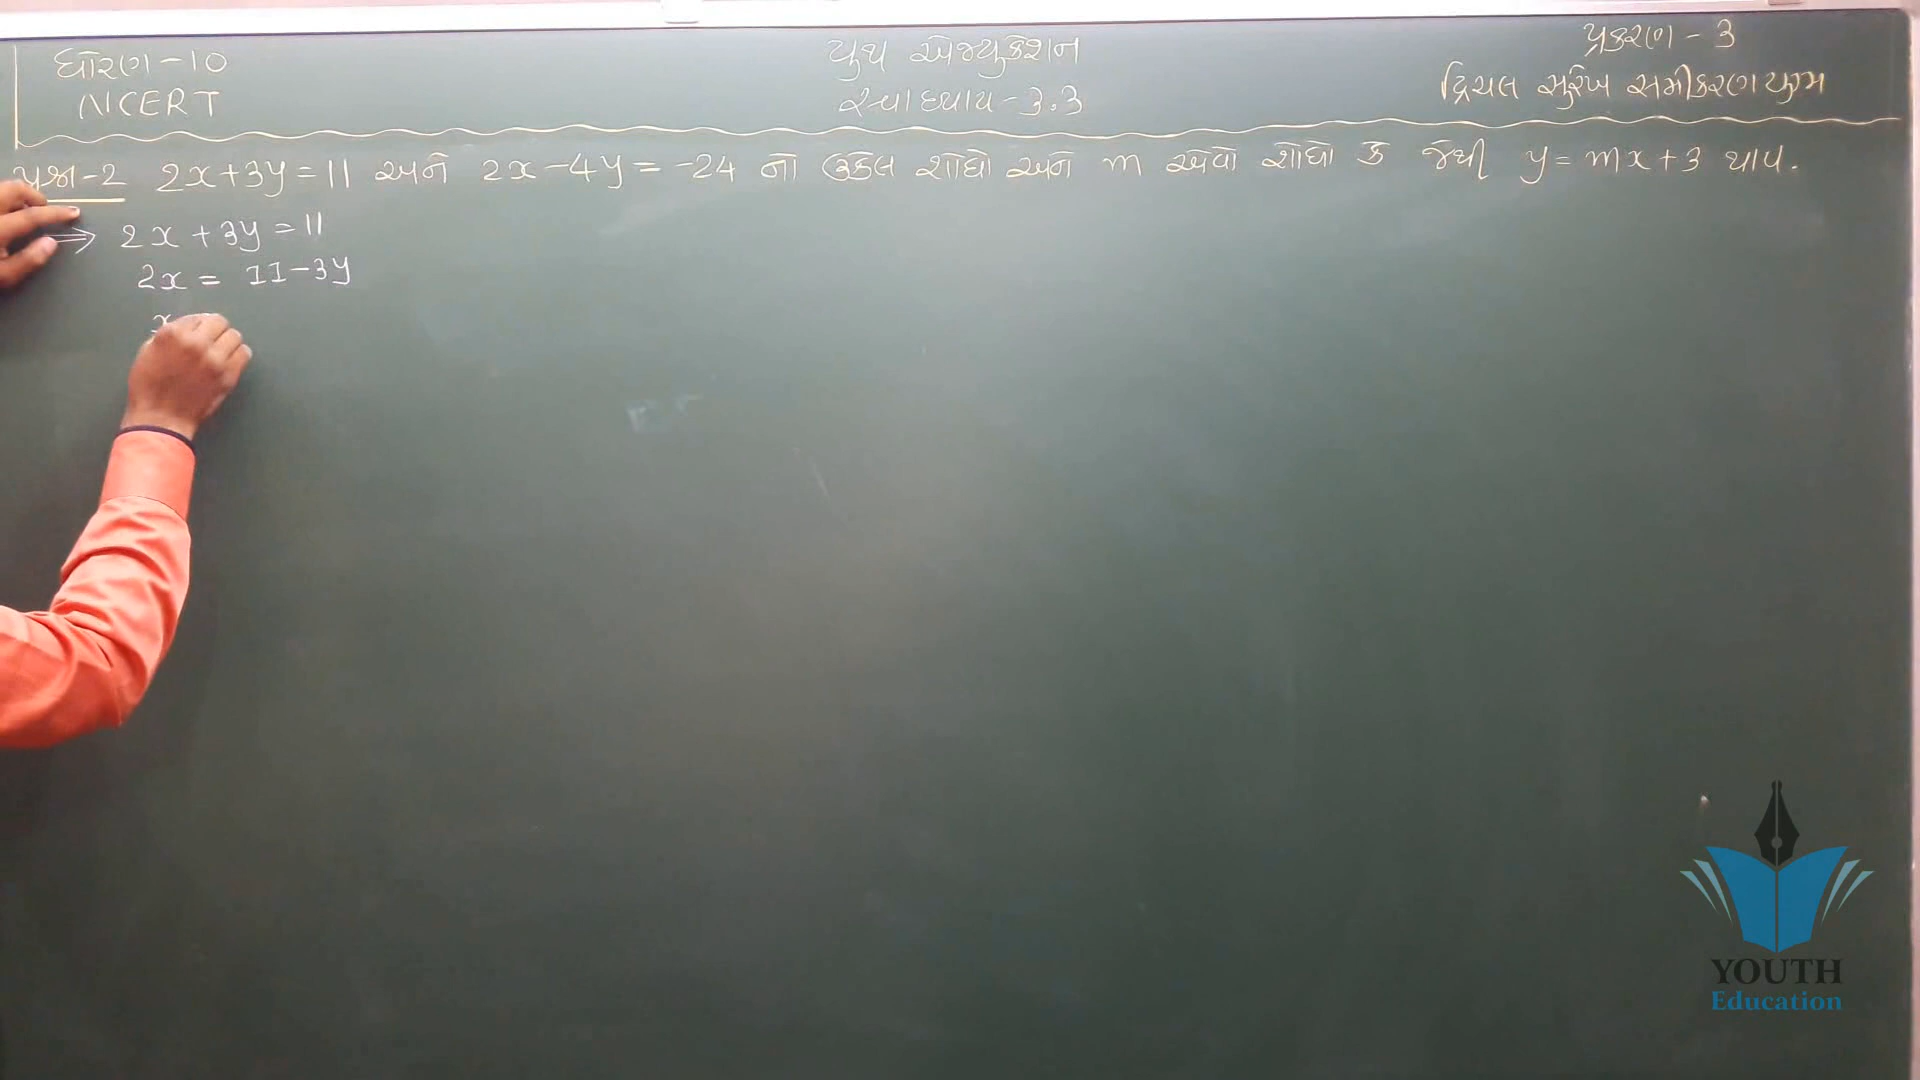 ધોરણ-10
NCERT
યુથ એજ્યુકેશન
સ્વાધ્યાય-3.3
પ્રકરણ-3
દ્વિચલ સુરેખ સમીકરણયુગ્મ
પ્રશ્ન-2 2x+3y=11 અને 2x-4y=-24 નો ઉકેલ શોધો અને m એવો શોધો કે જેથી y=mx+3 થાય.
⇒ 2x+3y=11
2x = 11-3y
x
YOUTH
Education